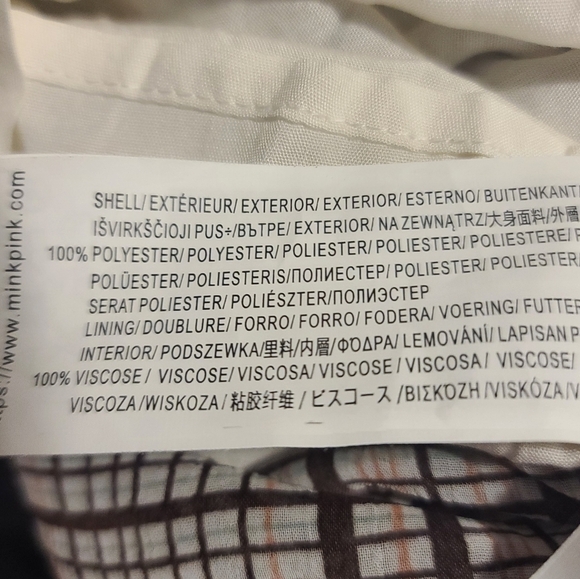 ps://www.minkpink.com
SHELL/ EXTÉRIEUR/ EXTERIOR/ EXTERIOR/ ESTERNO/ BUITENKANT/
IŠVIRKŠČIOJI PUS÷/ВЪТРЕ/ EXTERIOR/ NA ZEWNĄTRZ/大身面料/外層
100% POLYESTER/ POLYESTER/ POLIESTER/ POLIESTER/ POLIESTERE/ P
POLÜESTER/ POLIESTERIS/ПОЛИЕСТЕР/ POLIESTER/ POLIESTER/
SERAT POLIESTER/ POLIÉSZTER/ПОЛИЭСТЕР
LINING/ DOUBLURE/ FORRO/ FORRO/ FODERA/ VOERING/ FUTTER
INTERIOR/ PODSZEWKA/里料/内層/ΦΌΔΡΑ/ LEMOVÁNÍ/ LAPISAN P
100% VISCOSE / VISCOSE/ VISCOSA/ VISCOSE / VISCOSA/ VISCOSE/
VISCOZA /WISKOZA / 粘胶纤维 / ビスコース /ΒΙΣΚΌΖΗ /VISKÓZA /V